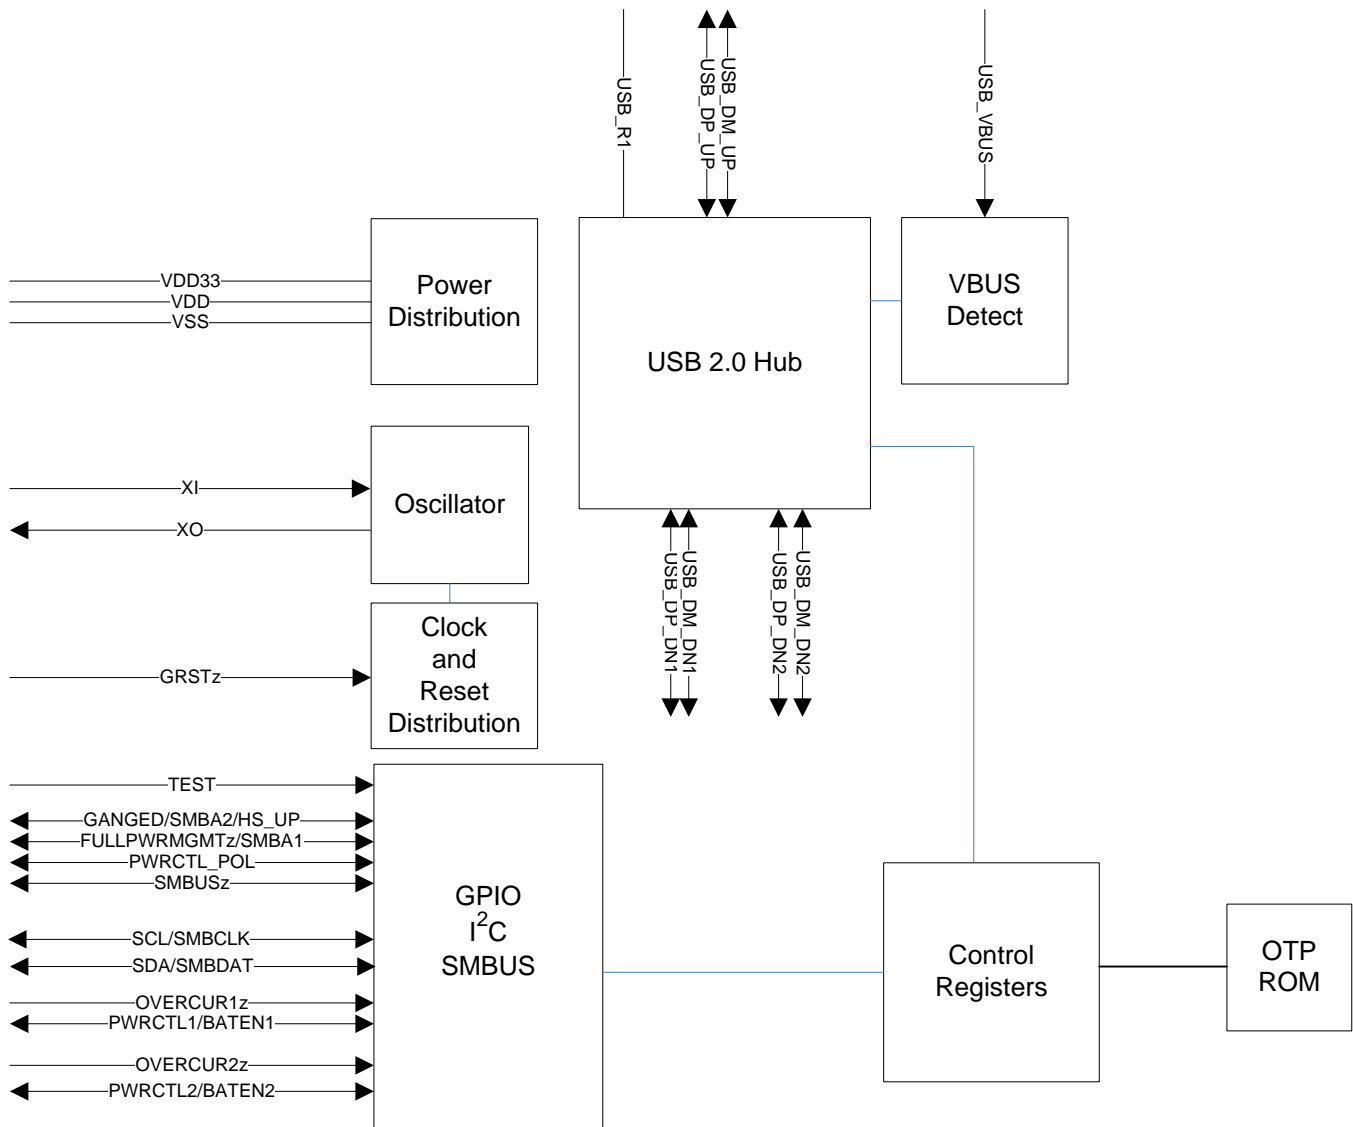 USB_R1
USB_DP_UP
USB_DM_UP
USB_VBUS
VDD33
VDD
VSS
Power
Distribution
USB 2.0 Hub
VBUS
Detect
XI
XO
Oscillator
USB_DP_DN1
USB_DM_DN1
USB_DP_DN2
USB_DM_DN2
GRSTz
Clock
and
Reset
Distribution
TEST
GANGED/SMBA2/HS_UP
FULLPWRMGMTz/SMBA1
PWRCTL_POL
SMBUSz
SCL/SMBCLK
SDA/SMBDAT
OVERCUR1z
PWRCTL1/BATEN1
OVERCUR2z
PWRCTL2/BATEN2
GPIO
I²C
SMBUS
Control
Registers
OTP
ROM